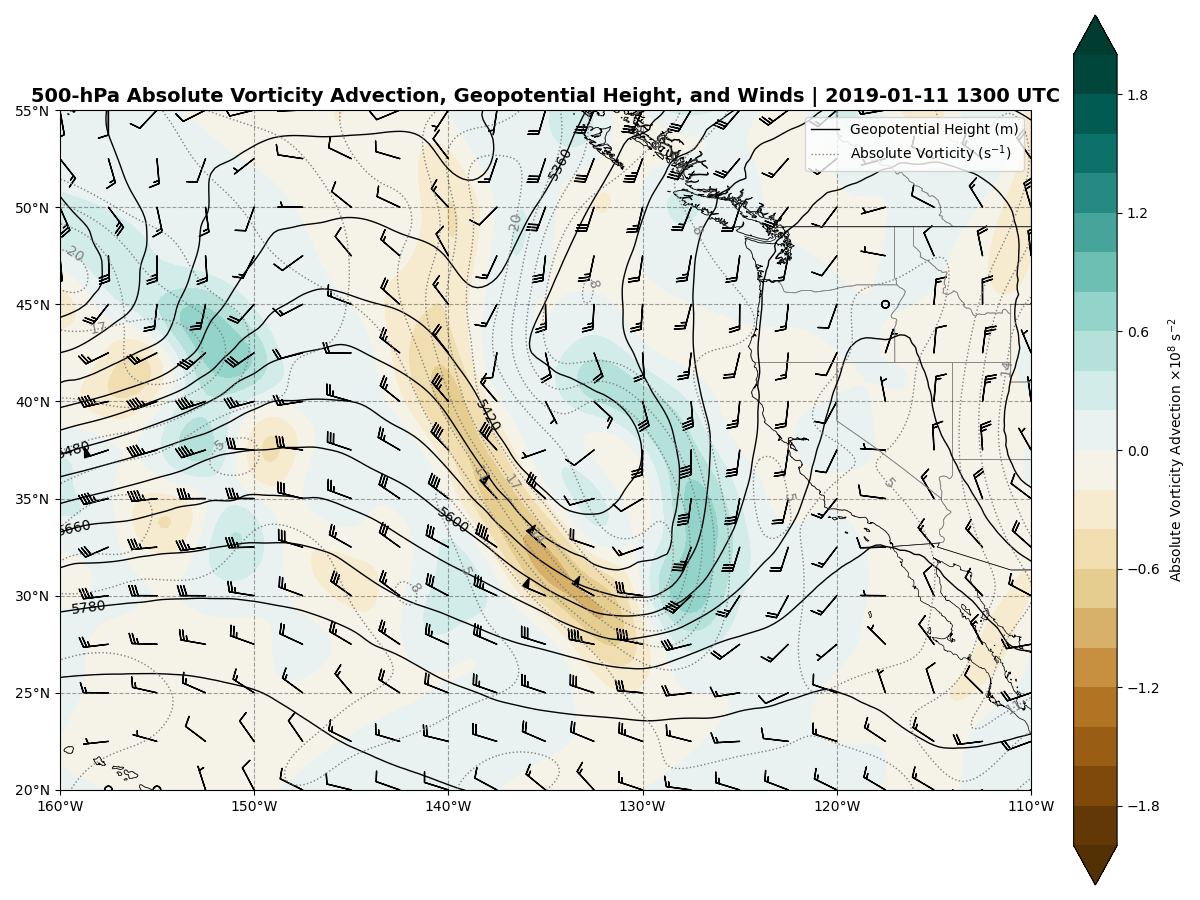 500-hPa Absolute Vorticity Advection, Geopotential Height, and Winds | 2019-01-11 1300 UTC
Geopotential Height (m)
Absolute Vorticity (s⁻¹)
55°N
50°N
45°N
40°N
35°N
30°N
25°N
20°N
160°W
150°W
140°W
130°W
120°W
110°W
5360
5420
5480
5600
5660
5780
20
20
17
17
14
11
8
8
8
5
5
5
5
1.8
1.2
0.6
0.0
−0.6
−1.2
−1.8
Absolute Vorticity Advection ×10⁸ s⁻²